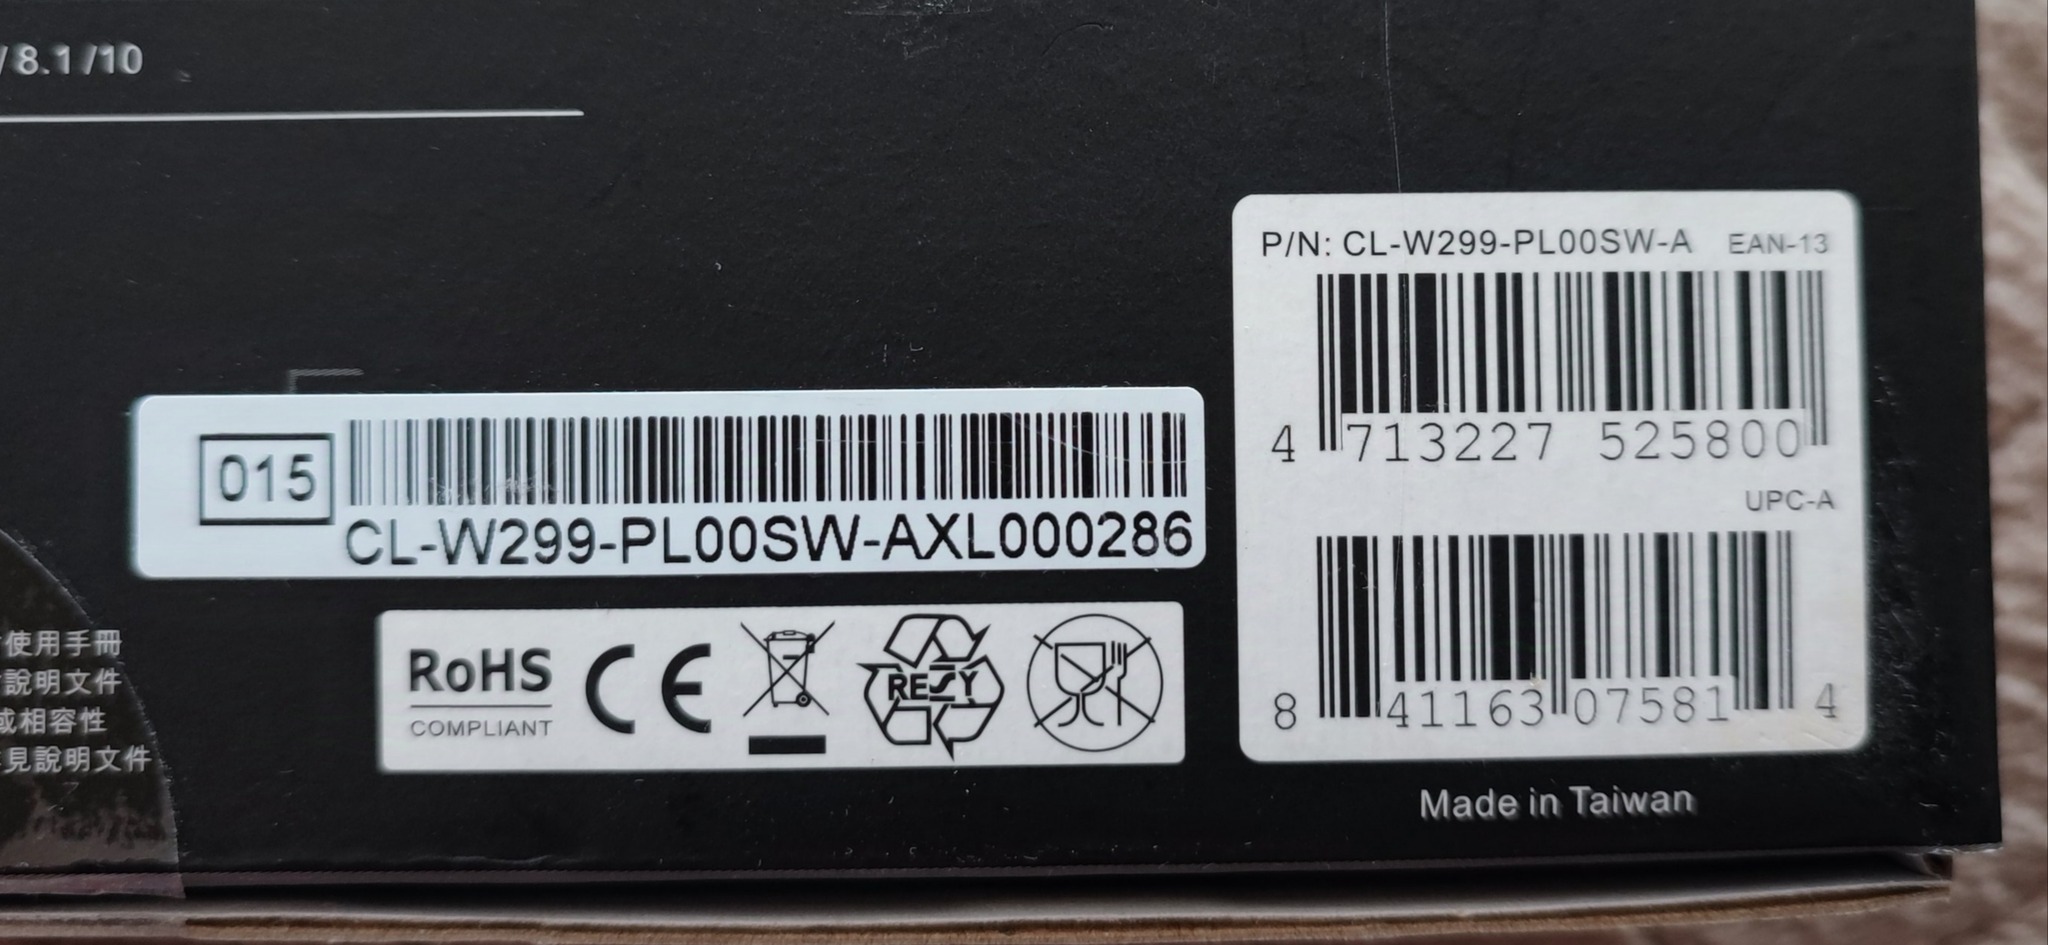 / 8.1 /10
P/N: CL-W299-PL00SW-A EAN-13
4 713227 525800
UPC-A
8 41163 07581 4
Made in Taiwan
015
CL-W299-PL00SW-AXL000286
RoHS
COMPLIANT
CE
RESY
使用手冊
說明文件
或相容性
見說明文件